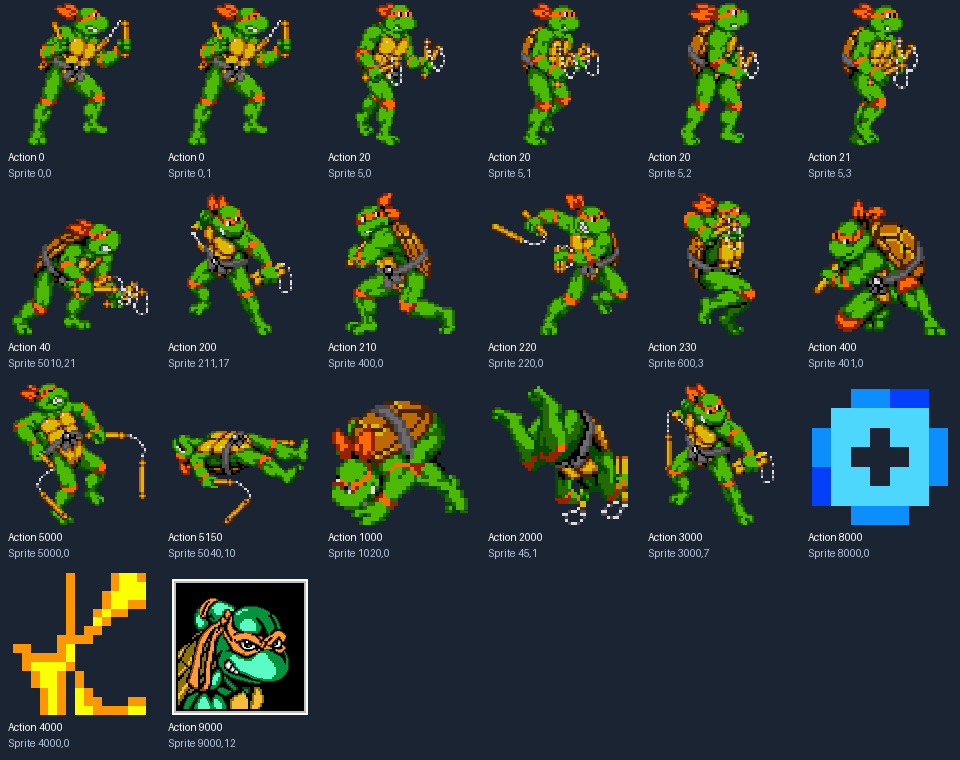 Action 0 Action 0 Action 20 Action 20 Action 20 Action 21
Sprite 0,0 Sprite 0,1 Sprite 5,0 Sprite 5,1 Sprite 5,2 Sprite 5,3
Action 40 Action 200 Action 210 Action 220 Action 230 Action 400
Sprite 5010,21 Sprite 211,17 Sprite 400,0 Sprite 220,0 Sprite 600,3 Sprite 401,0
Action 5000 Action 5150 Action 1000 Action 2000 Action 3000 Action 8000
Sprite 5000,0 Sprite 5040,10 Sprite 1020,0 Sprite 45,1 Sprite 3000,7 Sprite 8000,0
Action 4000 Action 9000
Sprite 4000,0 Sprite 9000,12